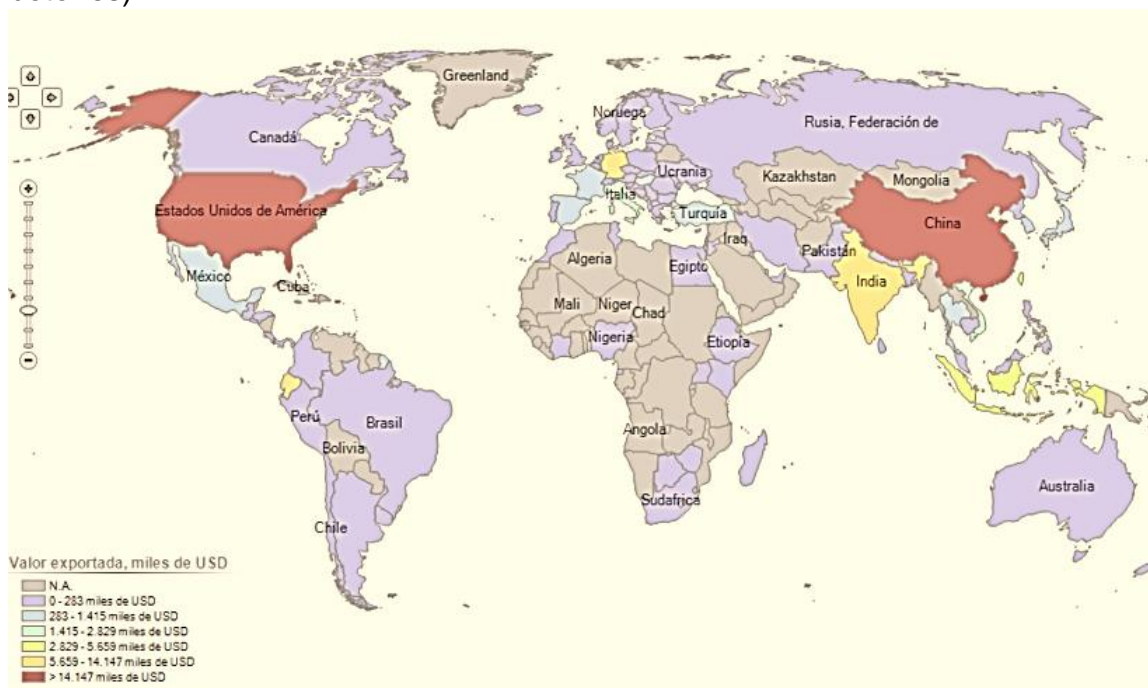 Greenland
Noruega
Rusia, Federación de
Canadá
Ucrania
Kazakhstan
Mongolia
Italia
Estados Unidos de América
Turquía
China
Iraq
Pakistán
Algeria
Egipto
México
India
Cuba
Mali
Niger
Chad
Nigeria
Etiopía
Perú
Brasil
Angola
Bolivia
Australia
Sudafrica
Chile
Valor exportada, miles de USD
N.A.
0 - 283 miles de USD
283 - 1.415 miles de USD
1.415 - 2.829 miles de USD
2.829 - 5.659 miles de USD
5.659 - 14.147 miles de USD
> 14.147 miles de USD